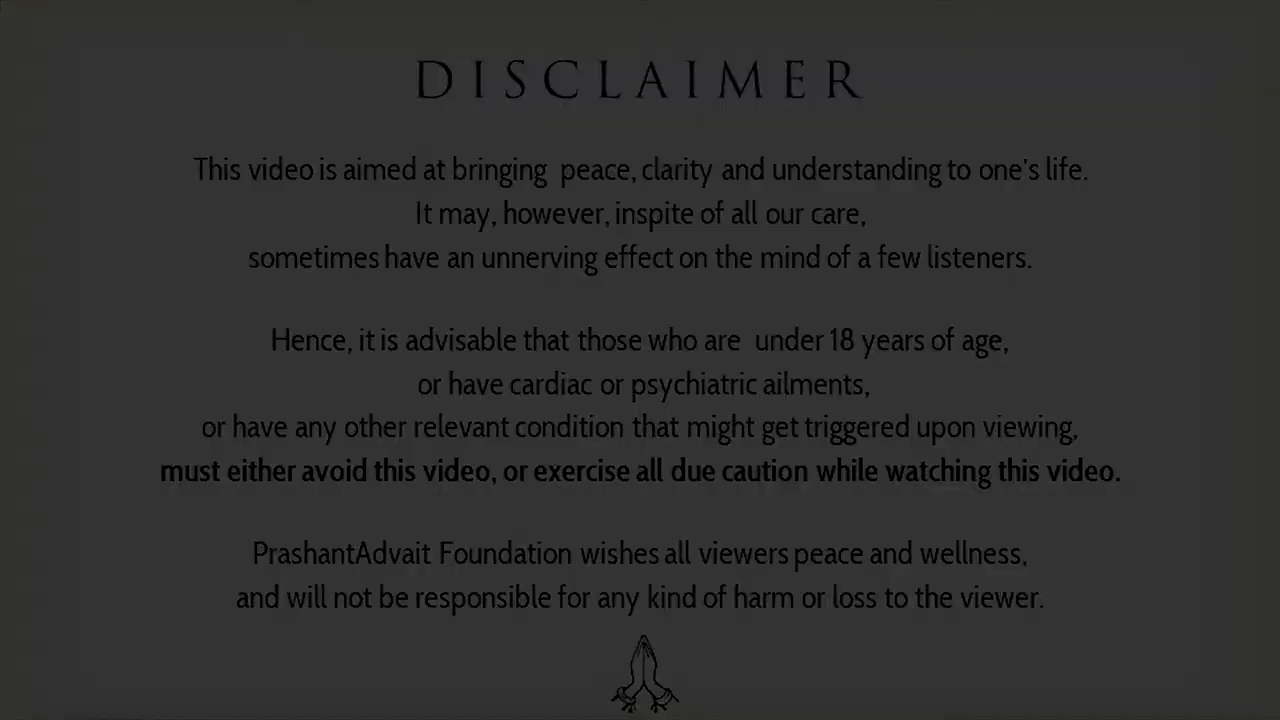 DISCLAIMER
This video is aimed at bringing peace, clarity and understanding to one's life.
It may, however, inspite of all our care,
sometimes have an unnerving effect on the mind of a few listeners.
Hence, it is advisable that those who are under 18 years of age,
or have cardiac or psychiatric ailments,
or have any other relevant condition that might get triggered upon viewing,
must either avoid this video, or exercise all due caution while watching this video.
PrashantAdvait Foundation wishes all viewers peace and wellness,
and will not be responsible for any kind of harm or loss to the viewer.